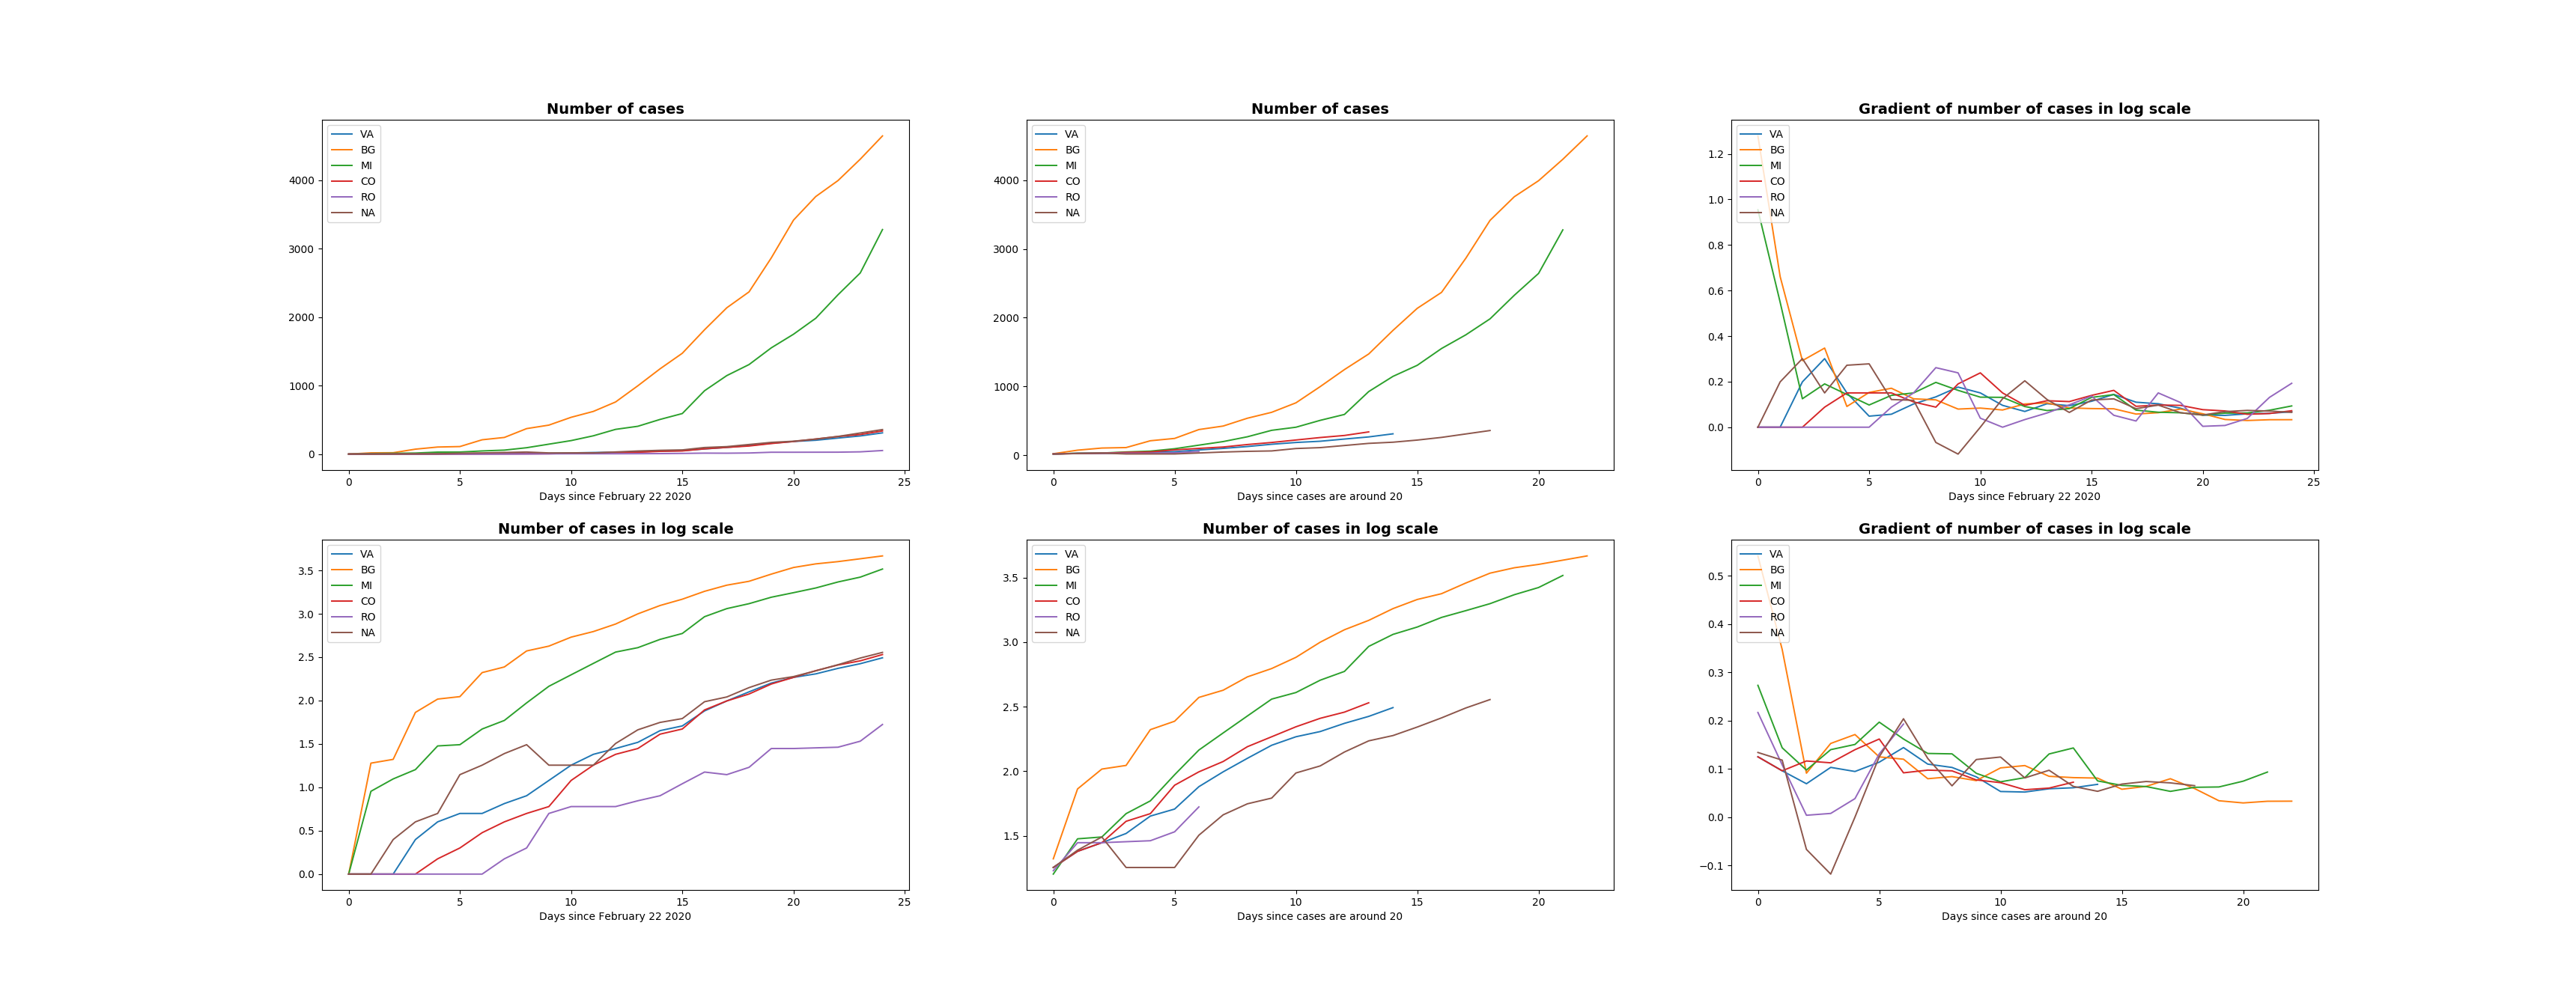 Number of cases
VA
BG
MI
CO
RO
NA
4000
3000
2000
1000
0
0 5 10 15 20 25
Days since February 22 2020
Number of cases
VA
BG
MI
CO
RO
NA
4000
3000
2000
1000
0
0 5 10 15 20
Days since cases are around 20
Gradient of number of cases in log scale
VA
BG
MI
CO
RO
NA
1.2
1.0
0.8
0.6
0.4
0.2
0.0
0 5 10 15 20 25
Days since February 22 2020
Number of cases in log scale
VA
BG
MI
CO
RO
NA
3.5
3.0
2.5
2.0
1.5
1.0
0.5
0.0
0 5 10 15 20 25
Days since February 22 2020
Number of cases in log scale
VA
BG
MI
CO
RO
NA
3.5
3.0
2.5
2.0
1.5
0 5 10 15 20
Days since cases are around 20
Gradient of number of cases in log scale
VA
BG
MI
CO
RO
NA
0.5
0.4
0.3
0.2
0.1
0.0
−0.1
0 5 10 15 20
Days since cases are around 20